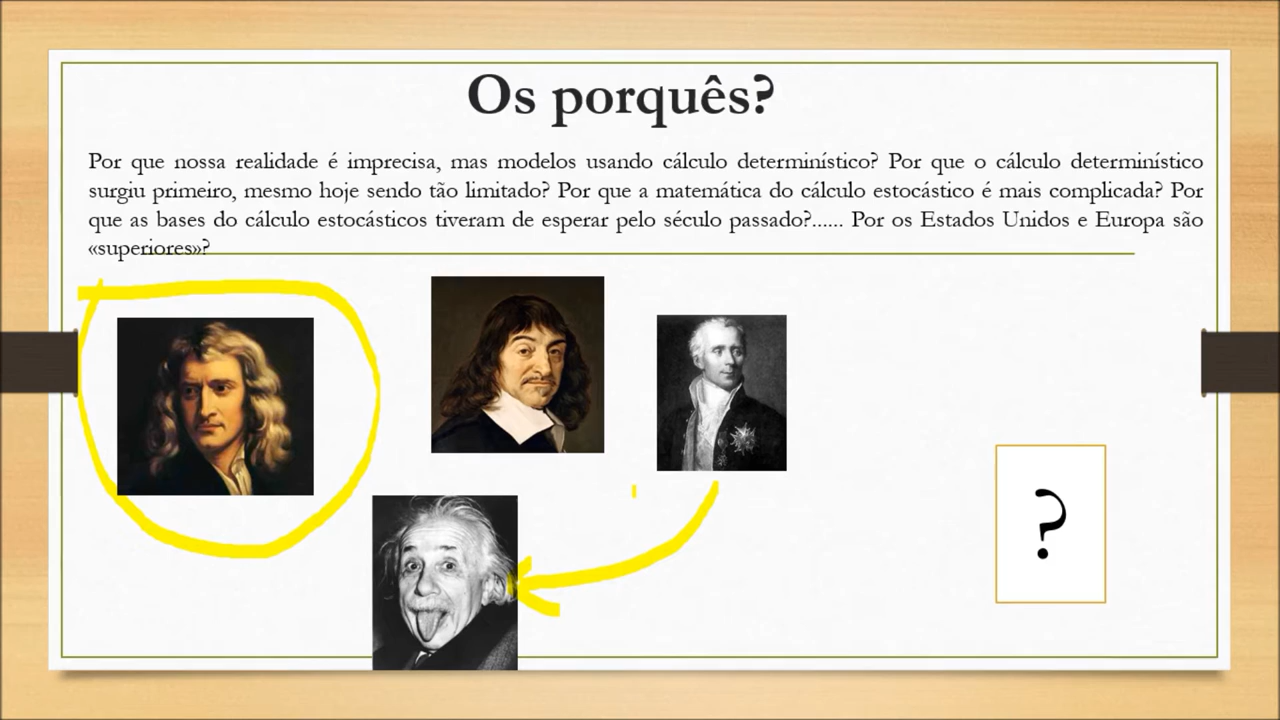 Os porquês?
Por que nossa realidade é imprecisa, mas modelos usando cálculo determinístico? Por que o cálculo determinístico
surgiu primeiro, mesmo hoje sendo tão limitado? Por que a matemática do cálculo estocástico é mais complicada? Por
que as bases do cálculo estocásticos tiveram de esperar pelo século passado?...... Por os Estados Unidos e Europa são
«superiores»?
?